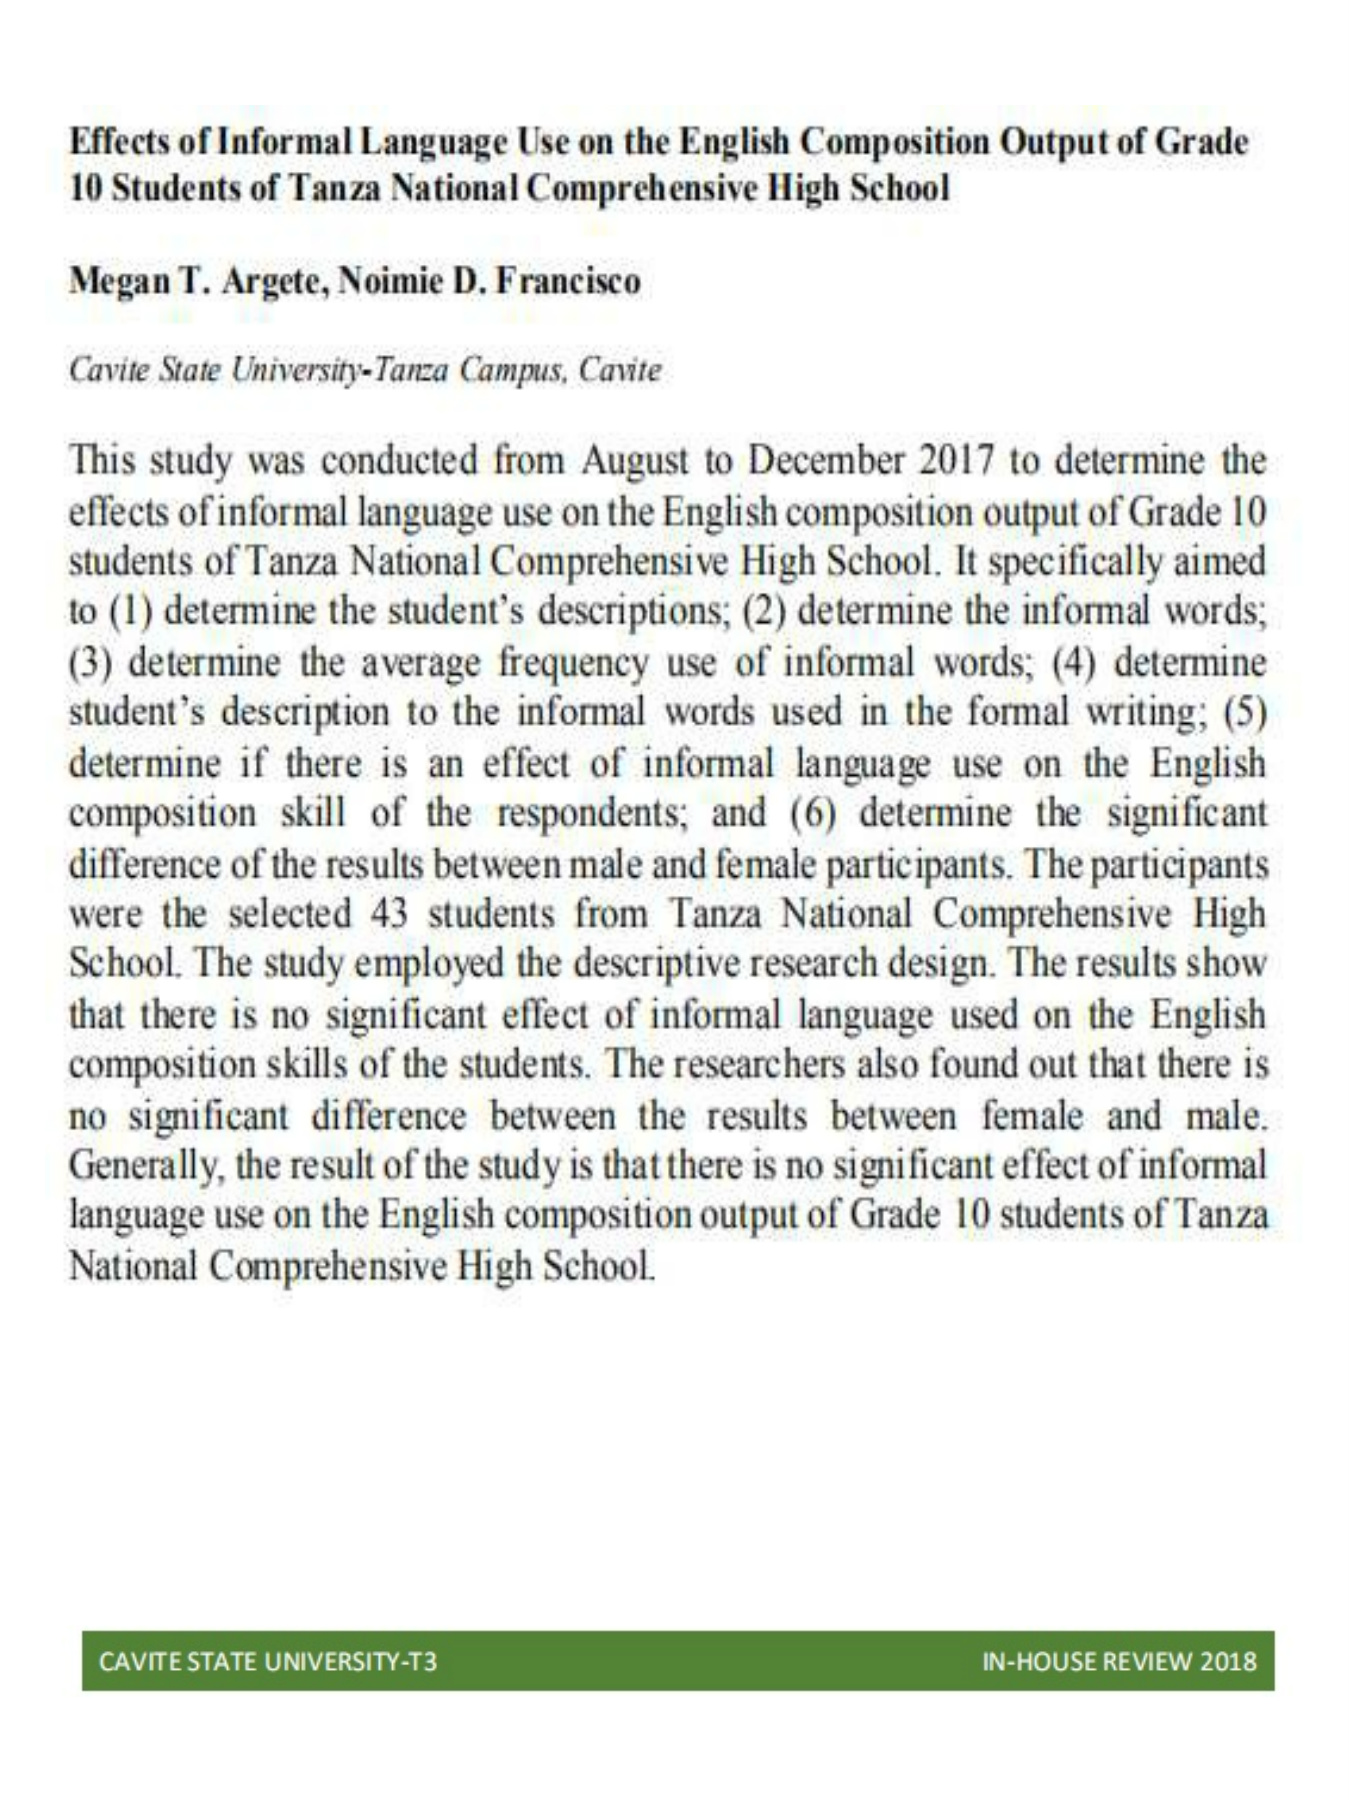 Effects of Informal Language Use on the English Composition Output of Grade
10 Students of Tanza National Comprehensive High School
Megan T. Argete, Noimie D. Francisco
Cavite State University-Tanza Campus, Cavite
This study was conducted from August to December 2017 to determine the
effects of informal language use on the English composition output of Grade 10
students of Tanza National Comprehensive High School. It specifically aimed
to (1) determine the student's descriptions; (2) determine the informal words;
(3) determine the average frequency use of informal words; (4) determine
student's description to the informal words used in the formal writing; (5)
determine if there is an effect of informal language use on the English
composition skill of the respondents; and (6) determine the significant
difference of the results between male and female participants. The participants
were the selected 43 students from Tanza National Comprehensive High
School. The study employed the descriptive research design. The results show
that there is no significant effect of informal language used on the English
composition skills of the students. The researchers also found out that there is
no significant difference between the results between female and male.
Generally, the result of the study is that there is no significant effect of informal
language use on the English composition output of Grade 10 students of Tanza
National Comprehensive High School.
CAVITE STATE UNIVERSITY-T3 IN-HOUSE REVIEW 2018